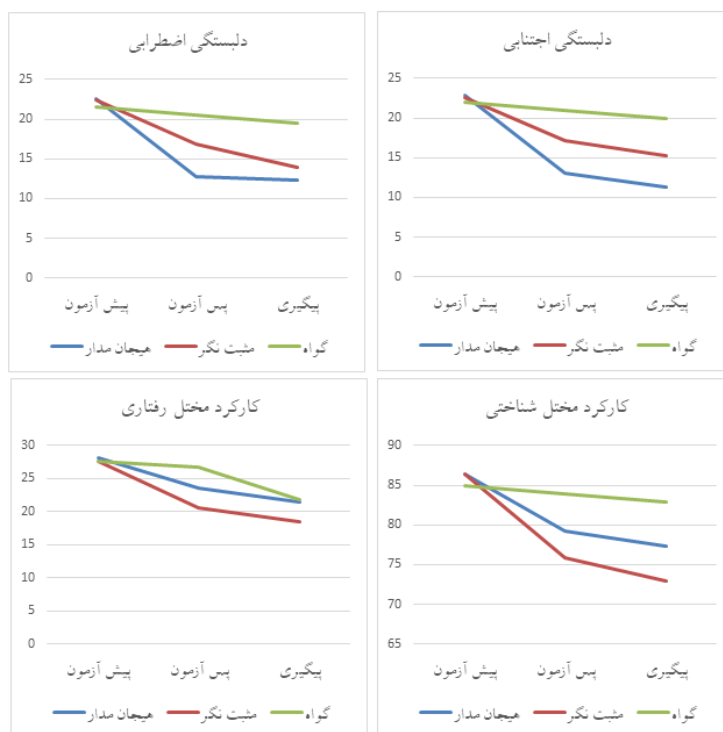 دلبستگی اضطرابی
25
20
15
10
5
0
پیش آزمون پس آزمون پیگیری
هیجان مدار مثبت نگر گواه
دلبستگی اجتنابی
25
20
15
10
5
0
پیش آزمون پس آزمون پیگیری
هیجان مدار مثبت نگر گواه
کارکرد مختل رفتاری
30
25
20
15
10
5
0
پیش آزمون پس آزمون پیگیری
هیجان مدار مثبت نگر گواه
کارکرد مختل شناختی
90
85
80
75
70
65
پیش آزمون پس آزمون پیگیری
هیجان مدار مثبت نگر گواه